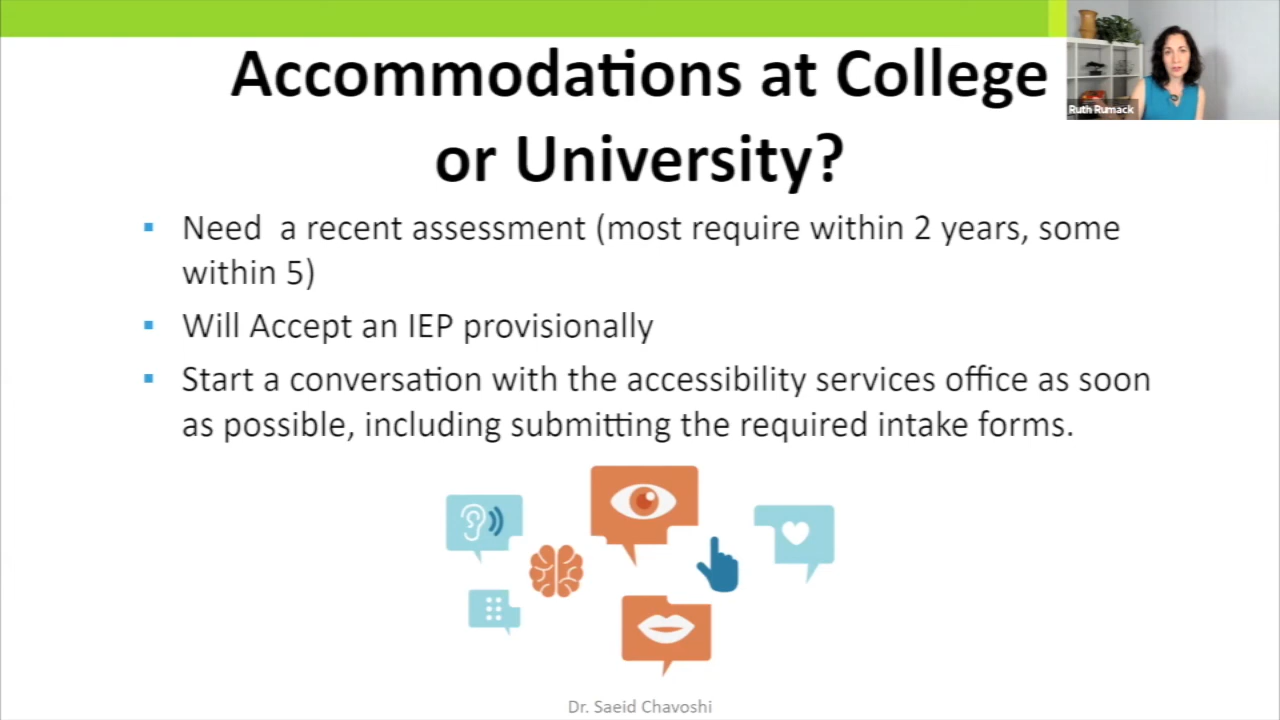 Accommodations at College
or University?
Ruth Rumack
▪ Need  a recent assessment (most require within 2 years, some
within 5)
▪ Will Accept an IEP provisionally
▪ Start a conversation with the accessibility services office as soon
as possible, including submitting the required intake forms.
Dr. Saeid Chavoshi